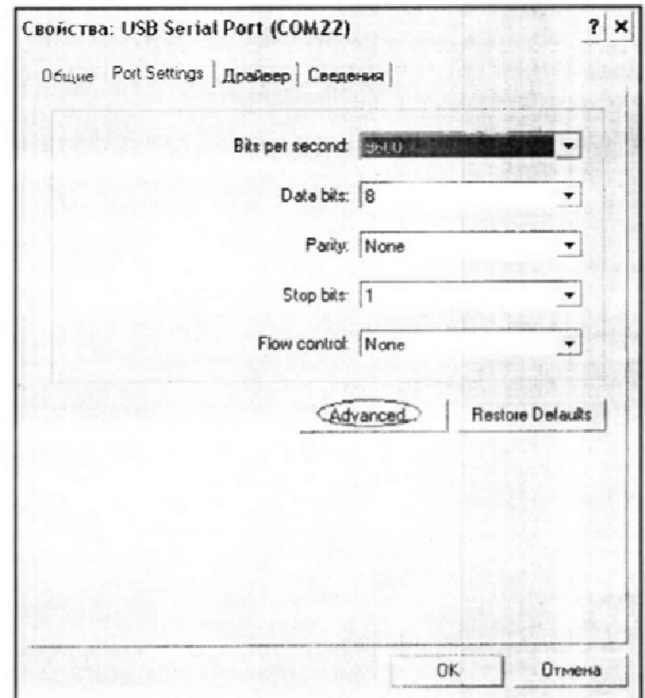 Свойства: USB Serial Port (COM22) ? ×
Общие Port Settings Драйвер Сведения
Bits per second: 9600
Data bits: 8
Parity: None
Stop bits: 1
Flow control: None
Advanced. Restore Defaults
OK Отмена